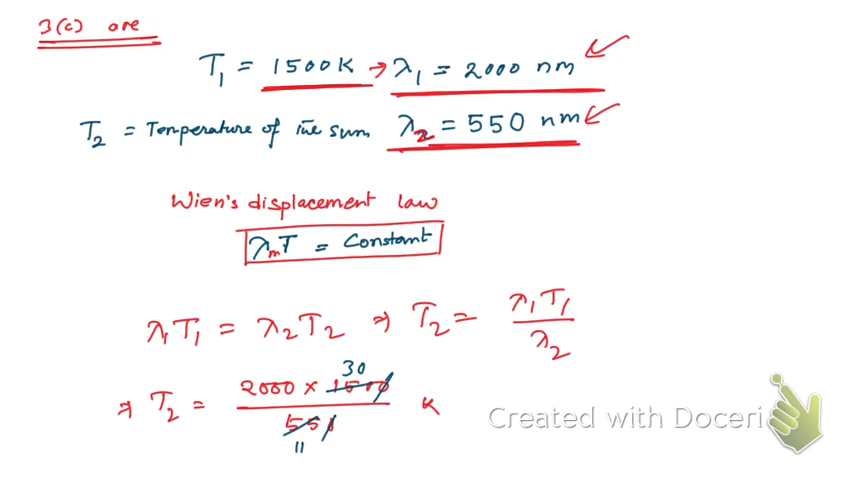 3(c) are
T₁ = 1500K → λ₁ = 2000 nm
T₂ = Temperature of the sun λ₂ = 550 nm
Wien's displacement law
λₘT = Constant
λ₁T₁ = λ₂T₂ ⇒ T₂ = λ₁T₁ / λ₂
30
⇒ T₂ = 2000 × 1500 / 550 K
11
Created with Doceri